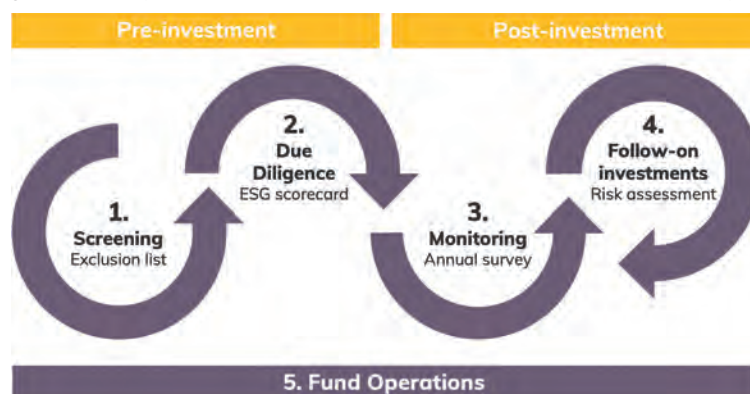 Pre-investment
Post-investment
1.
Screening
Exclusion list
2.
Due
Diligence
ESG scorecard
3.
Monitoring
Annual survey
4.
Follow-on
investments
Risk assessment
5. Fund Operations